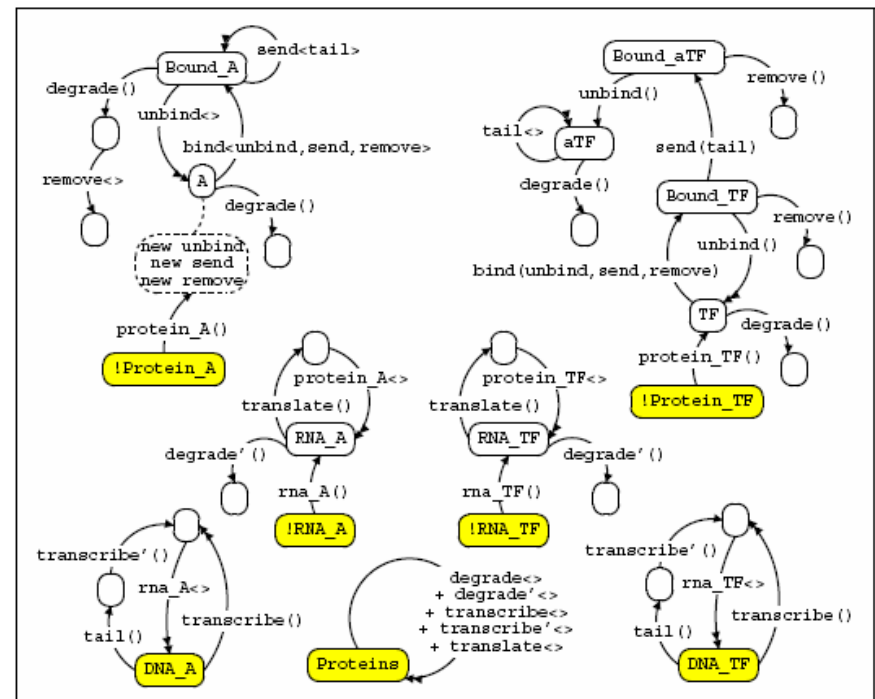 send<tail>
Bound_A
degrade()
unbind<>
bind<unbind,send,remove>
remove<>
A
degrade()
new unbind
new send
new remove
protein_A()
!Protein_A
Bound_aTF
remove()
unbind()
tail<>
aTF
send(tail)
degrade()
Bound_TF
remove()
unbind()
bind(unbind,send,remove)
TF
degrade()
protein_TF()
!Protein_TF
protein_A<>
translate()
RNA_A
degrade'()
rna_A()
!RNA_A
protein_TF<>
translate()
RNA_TF
degrade'()
rna_TF()
!RNA_TF
transcribe'()
rna_A<>
transcribe()
tail()
DNA_A
degrade<>
+ degrade'<>
+ transcribe<>
+ transcribe'<>
+ translate<>
Proteins
transcribe'()
rna_TF<>
transcribe()
tail()
DNA_TF